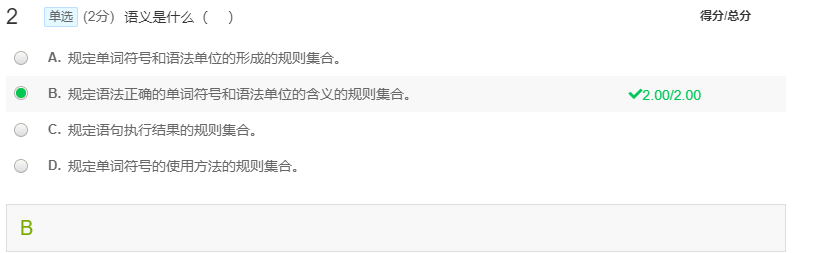 2 单选 (2分) 语义是什么（ ） 得分/总分
A. 规定单词符号和语法单位的形成的规则集合。
B. 规定语法正确的单词符号和语法单位的含义的规则集合。 2.00/2.00
C. 规定语句执行结果的规则集合。
D. 规定单词符号的使用方法的规则集合。
B